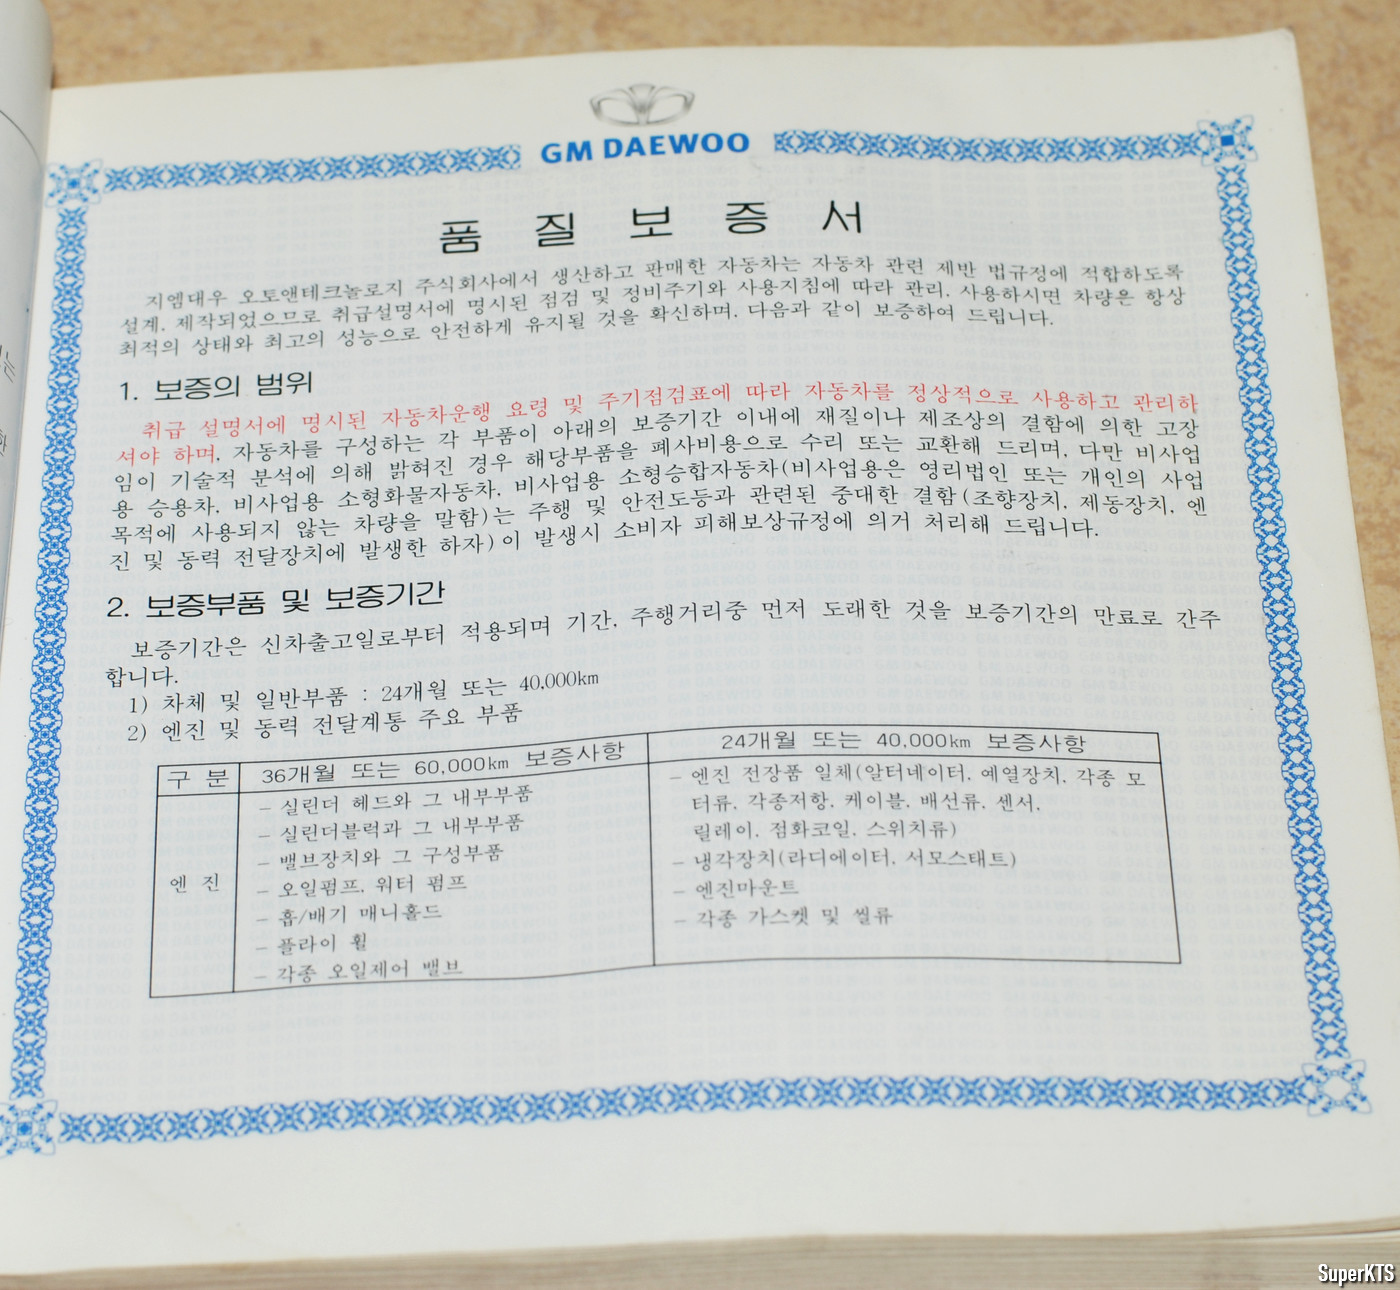 GM DAEWOO
품 질 보 증 서
지엠대우 오토앤테크놀로지 주식회사에서 생산하고 판매한 자동차는 자동차 관련 제반 법규정에 적합하도록
설계, 제작되었으므로 취급설명서에 명시된 점검 및 정비주기와 사용지침에 따라 관리, 사용하시면 차량은 항상
최적의 상태와 최고의 성능으로 안전하게 유지될 것을 확신하며, 다음과 같이 보증하여 드립니다.
1. 보증의 범위
취급 설명서에 명시된 자동차운행 요령 및 주기점검표에 따라 자동차를 정상적으로 사용하고 관리하
셔야 하며, 자동차를 구성하는 각 부품이 아래의 보증기간 이내에 재질이나 제조상의 결함에 의한 고장
임이 기술적 분석에 의해 밝혀진 경우 해당부품을 폐사비용으로 수리 또는 교환해 드리며, 다만 비사업
용 승용차, 비사업용 소형화물자동차, 비사업용 소형승합자동차(비사업용은 영리법인 또는 개인의 사업
목적에 사용되지 않는 차량을 말함)는 주행 및 안전도등과 관련된 중대한 결함(조향장치, 제동장치, 엔
진 및 동력 전달장치에 발생한 하자)이 발생시 소비자 피해보상규정에 의거 처리해 드립니다.
2. 보증부품 및 보증기간
보증기간은 신차출고일로부터 적용되며 기간, 주행거리중 먼저 도래한 것을 보증기간의 만료로 간주
합니다.
1) 차체 및 일반부품 : 24개월 또는 40,000km
2) 엔진 및 동력 전달계통 주요 부품
구 분 36개월 또는 60,000km 보증사항 24개월 또는 40,000km 보증사항
엔 진
- 실린더 헤드와 그 내부부품
- 실린더블럭과 그 내부부품
- 밸브장치와 그 구성부품
- 오일펌프, 워터 펌프
- 흡/배기 매니홀드
- 플라이 휠
- 각종 오일제어 밸브
- 엔진 전장품 일체(알터네이터, 예열장치, 각종 모
터류, 각종저항, 케이블, 배선류, 센서,
릴레이, 점화코일, 스위치류)
- 냉각장치(라디에이터, 서모스태트)
- 엔진마운트
- 각종 가스켓 및 씰류
SuperKTS